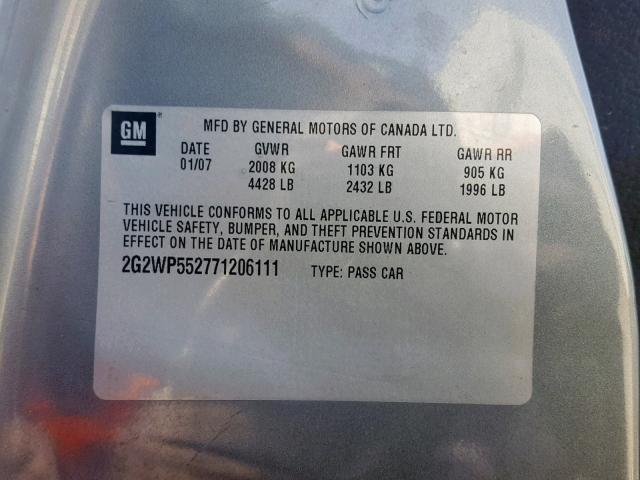 GM ®
MFD BY GENERAL MOTORS OF CANADA LTD.
DATE GVWR GAWR FRT GAWR RR
01/07 2008 KG 1103 KG 905 KG
4428 LB 2432 LB 1996 LB
THIS VEHICLE CONFORMS TO ALL APPLICABLE U.S. FEDERAL MOTOR
VEHICLE SAFETY, BUMPER, AND THEFT PREVENTION STANDARDS IN
EFFECT ON THE DATE OF MANUFACTURE SHOWN ABOVE.
2G2WP552771206111 TYPE: PASS CAR